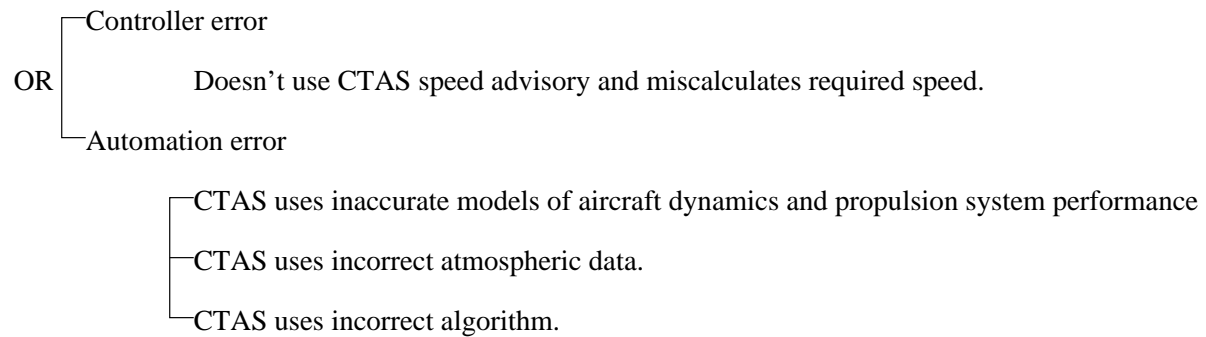 Controller error
OR
Doesn’t use CTAS speed advisory and miscalculates required speed.
Automation error
CTAS uses inaccurate models of aircraft dynamics and propulsion system performance
CTAS uses incorrect atmospheric data.
CTAS uses incorrect algorithm.